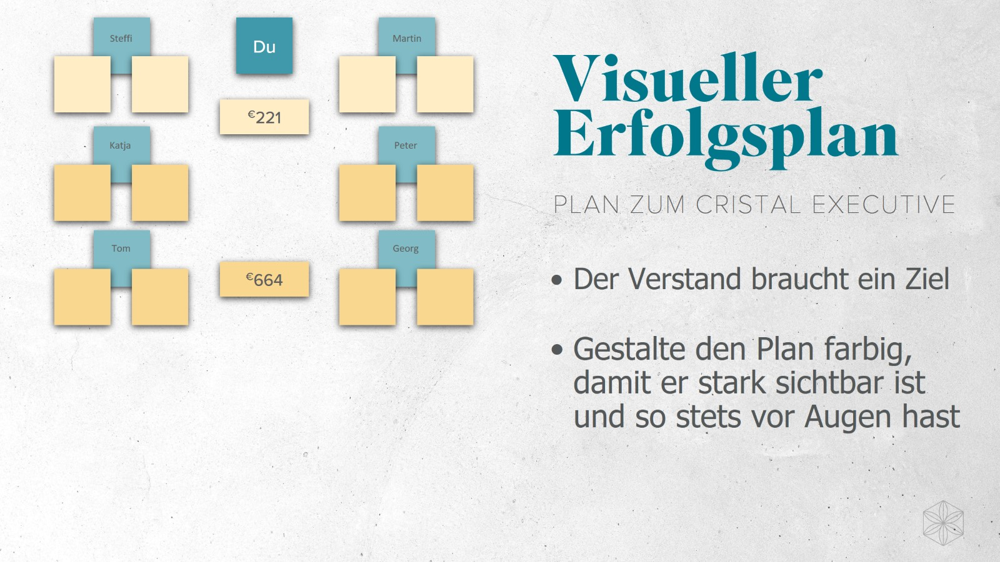 Steffi
Du
Martin
€221
Katja
Peter
Tom
Georg
€664
Visueller
Erfolgsplan
PLAN ZUM CRISTAL EXECUTIVE
• Der Verstand braucht ein Ziel
• Gestalte den Plan farbig,
damit er stark sichtbar ist
und so stets vor Augen hast